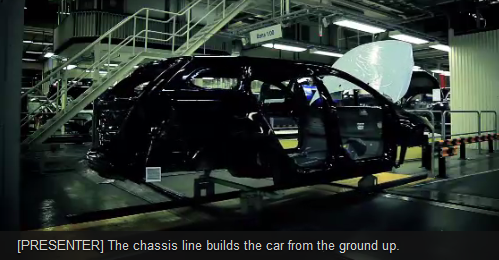 [PRESENTER] The chassis line builds the car from the ground up.